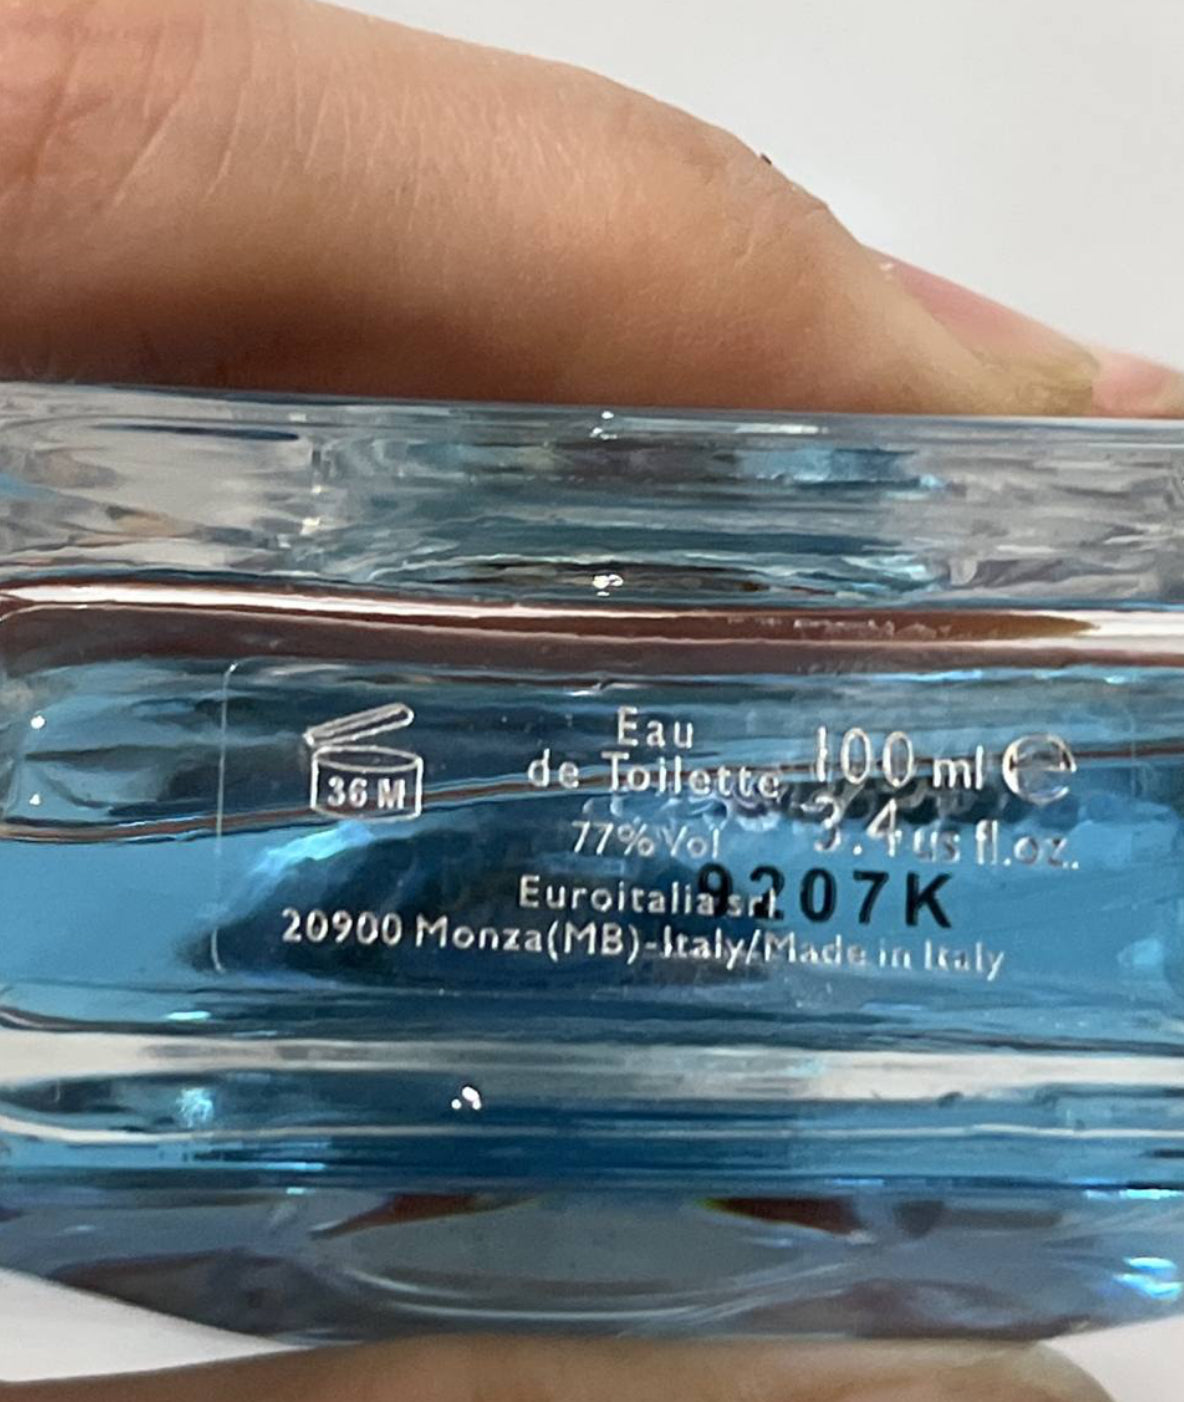 36 M
Eau
de Toilette
77% Vol
100 ml ℮
3.4 us fl.oz.
9207K
Euroitalia srl
20900 Monza(MB)-Italy/Made in Italy